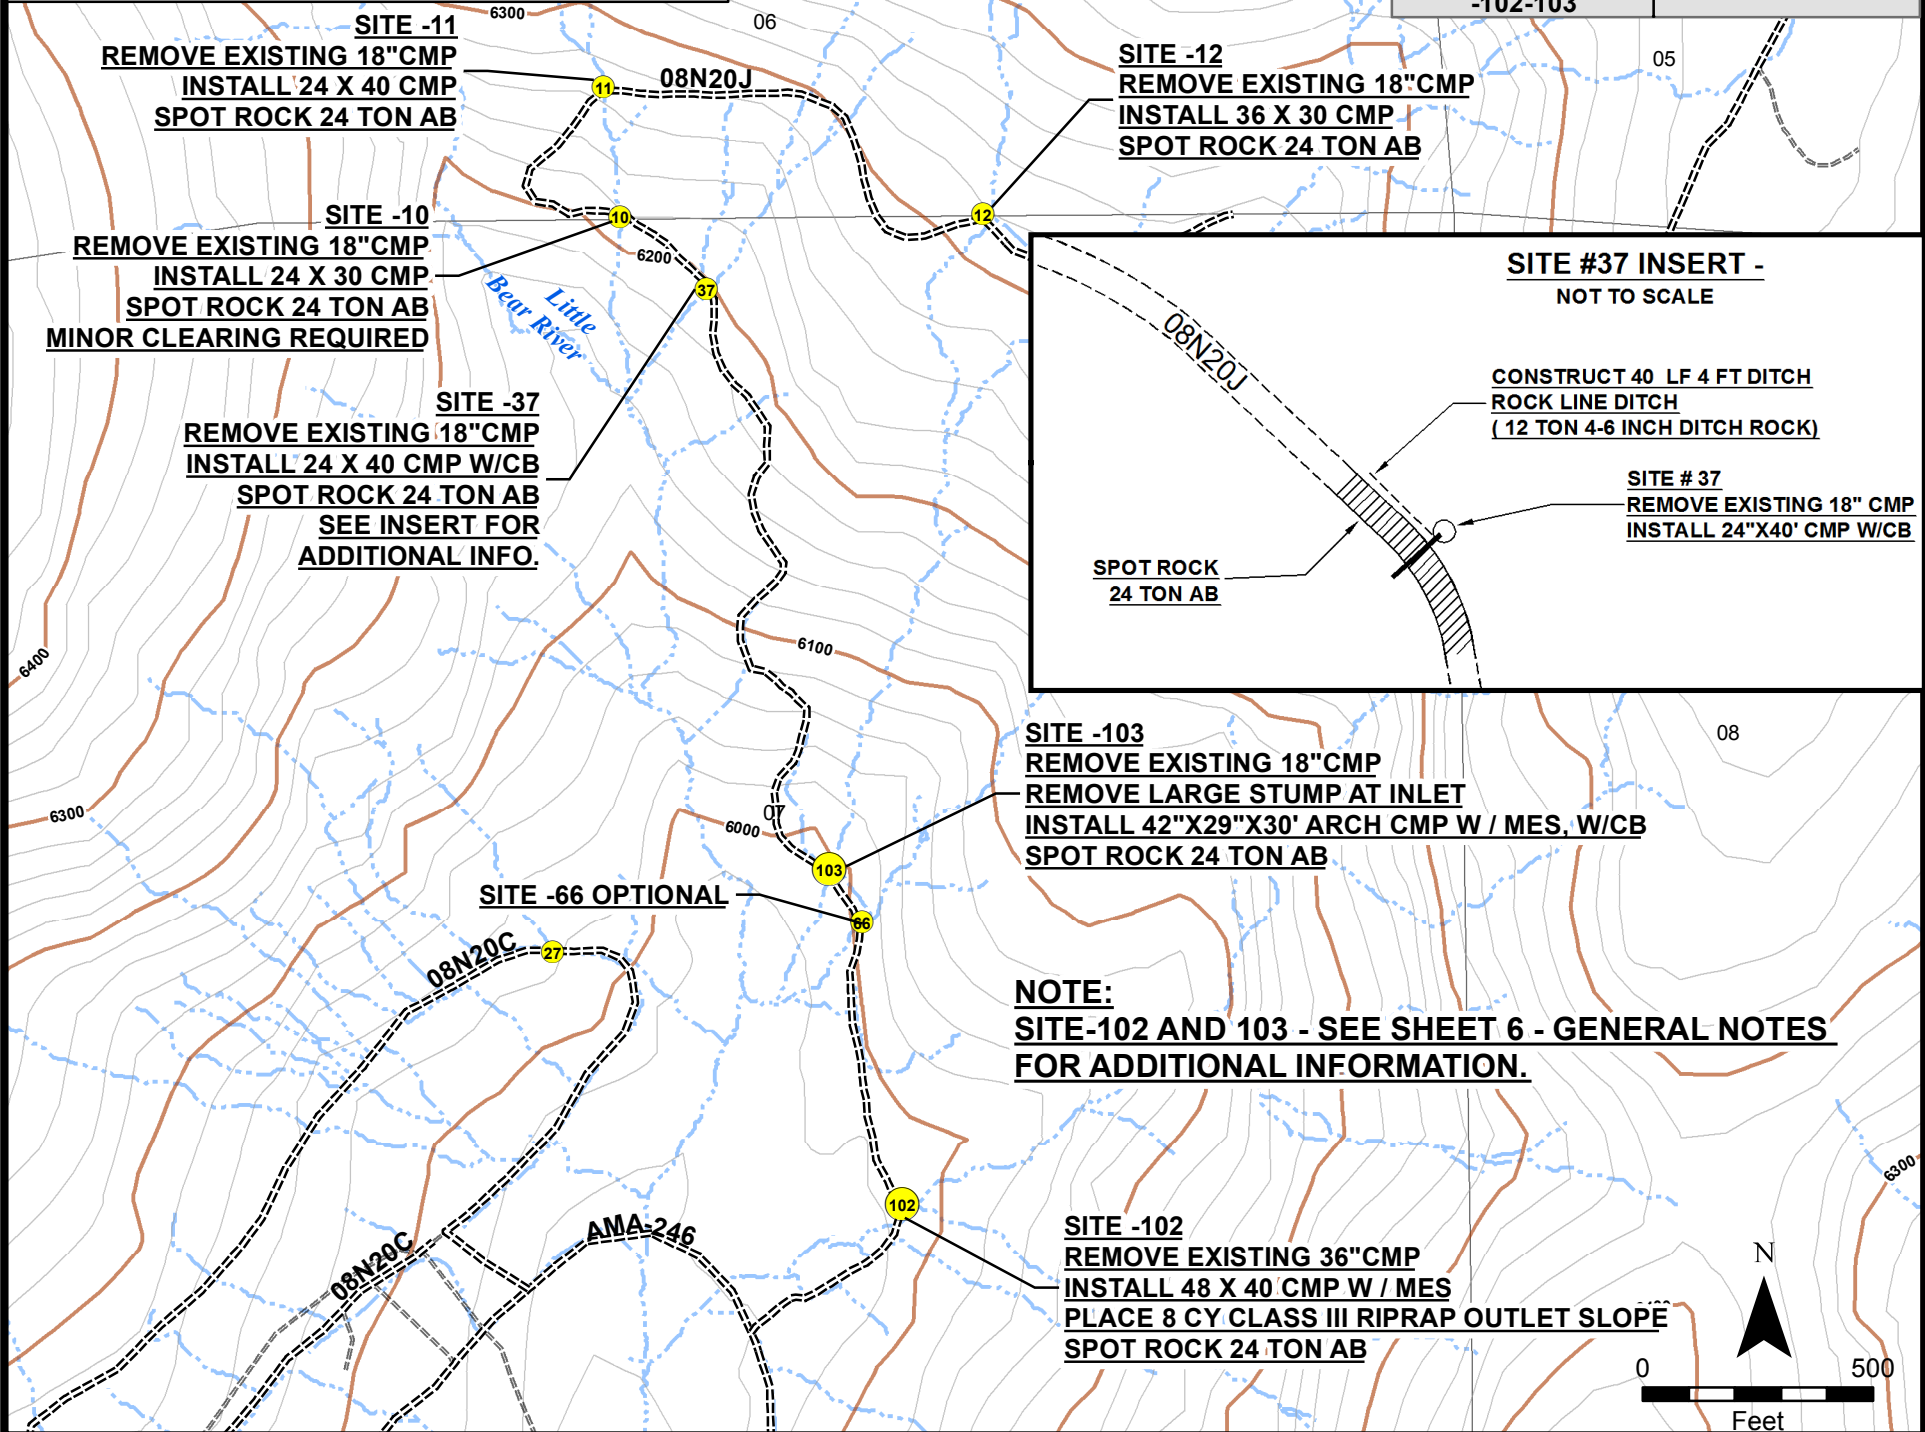 -102-103
6300
06
05
SITE -11
REMOVE EXISTING 18"CMP
INSTALL 24 X 40 CMP
SPOT ROCK 24 TON AB
11
08N20J
SITE -12
REMOVE EXISTING 18"CMP
INSTALL 36 X 30 CMP
SPOT ROCK 24 TON AB
12
SITE -10
REMOVE EXISTING 18"CMP
INSTALL 24 X 30 CMP
SPOT ROCK 24 TON AB
MINOR CLEARING REQUIRED
10
6200
37
Little
Bear River
SITE #37 INSERT -
NOT TO SCALE
08N20J
CONSTRUCT 40 LF 4 FT DITCH
ROCK LINE DITCH
( 12 TON 4-6 INCH DITCH ROCK)
SITE # 37
REMOVE EXISTING 18" CMP
INSTALL 24"X40' CMP W/CB
SPOT ROCK
24 TON AB
SITE -37
REMOVE EXISTING 18"CMP
INSTALL 24 X 40 CMP W/CB
SPOT ROCK 24 TON AB
SEE INSERT FOR
ADDITIONAL INFO.
6400
6100
08
SITE -103
REMOVE EXISTING 18"CMP
REMOVE LARGE STUMP AT INLET
INSTALL 42"X29"X30' ARCH CMP W / MES, W/CB
SPOT ROCK 24 TON AB
6300
07
6000
103
SITE -66 OPTIONAL
66
08N20C
27
NOTE:
SITE-102 AND 103 - SEE SHEET 6 - GENERAL NOTES
FOR ADDITIONAL INFORMATION.
6300
102
AMA-246
08N20C
SITE -102
REMOVE EXISTING 36"CMP
INSTALL 48 X 40 CMP W / MES
PLACE 8 CY CLASS III RIPRAP OUTLET SLOPE
SPOT ROCK 24 TON AB
N
0 500
Feet